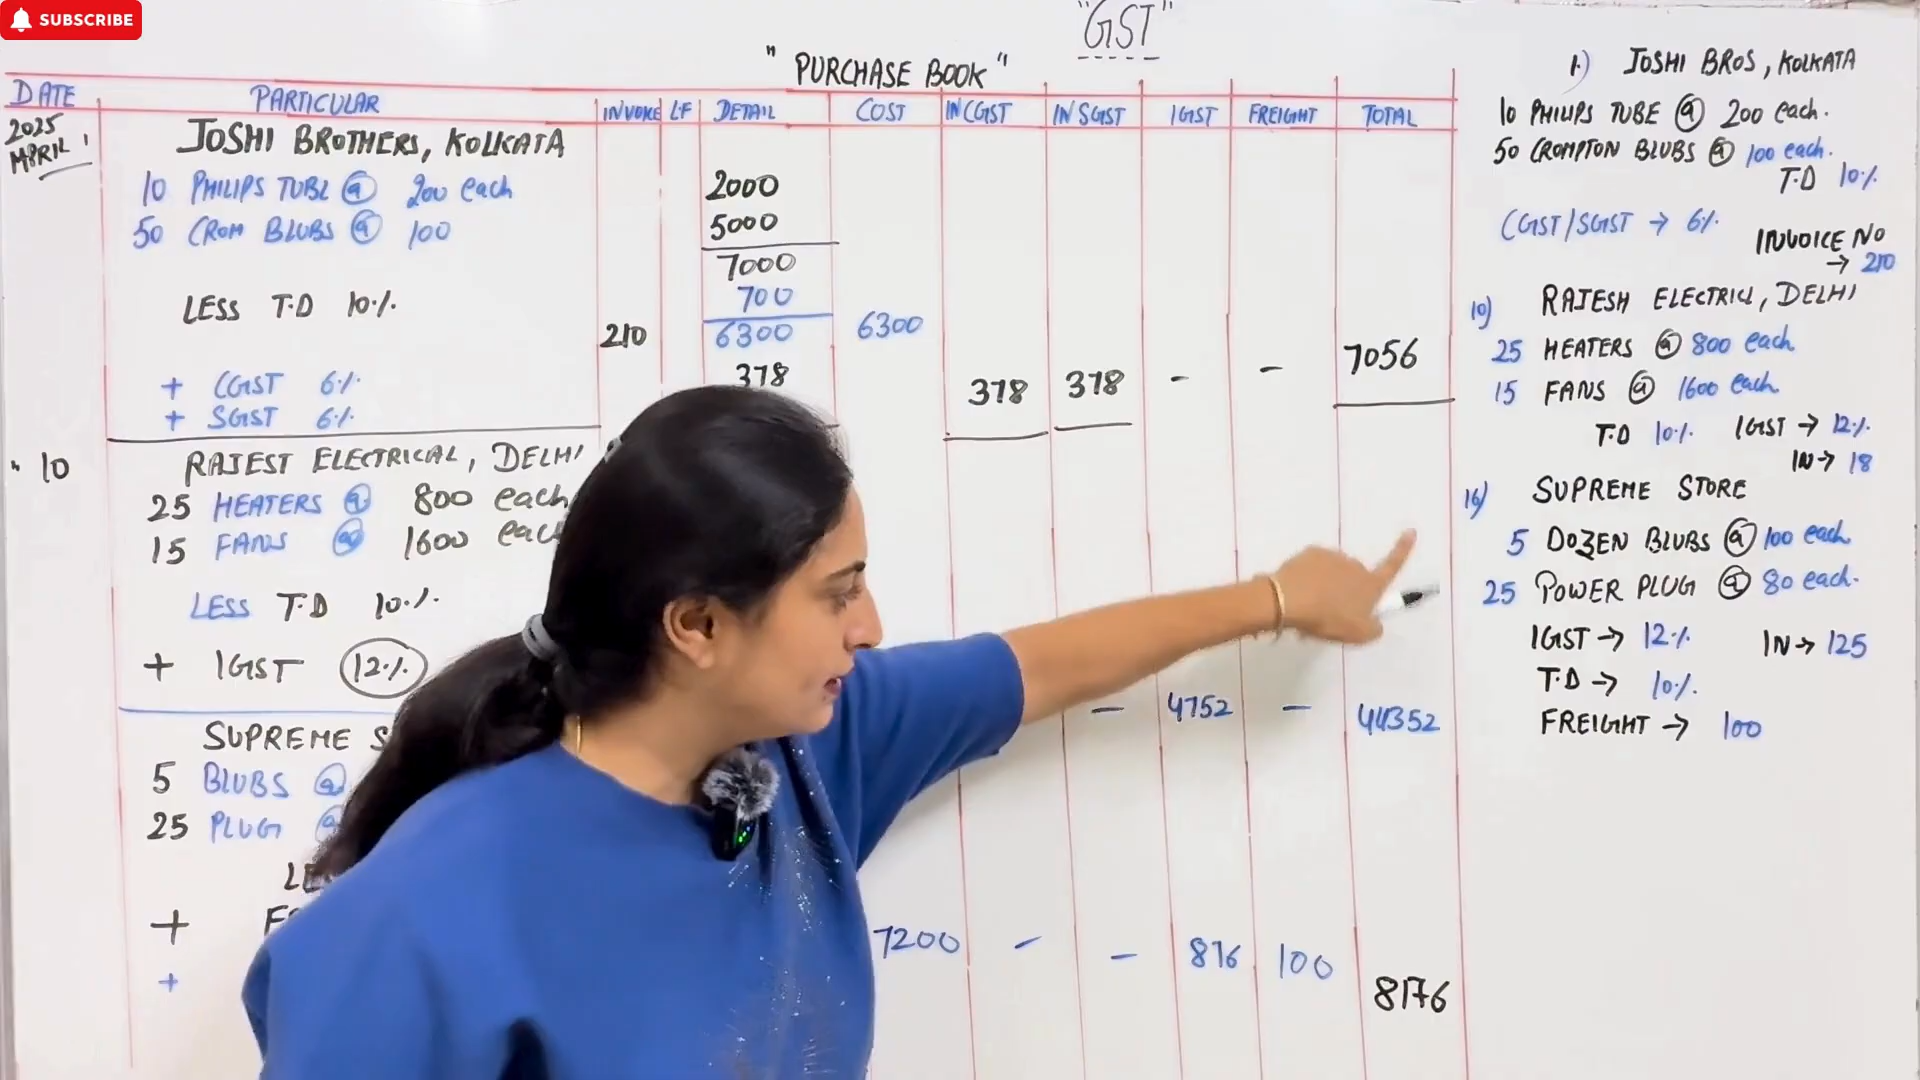 SUBSCRIBE
"GST"
"PURCHASE BOOK"
DATE PARTICULAR INVOICE LF DETAIL COST IN CGST IN SGST IGST FREIGHT TOTAL
2025
APRIL 1 JOSHI BROTHERS, KOLKATA
10 PHILIPS TUBE @ 200 each 2000
50 CROM BLUBS @ 100 5000
7000
LESS T.D 10% 700
210 6300 6300
378 378 378 - - 7056
+ CGST 6%
+ SGST 6%
" 10 RAJEST ELECTRICAL, DELHI
25 HEATERS @ 800 each
15 FANS @ 1600 each
LESS T.D 10%
+ IGST 12%
- 4752 - 44352
SUPREME S
5 BLUBS @
25 PLUG @
LE
+ F
7200 - - 876 100
+ 8176
1.) JOSHI BROS, KOLKATA
10 PHILIPS TUBE @ 200 each.
50 CROMPTON BLUBS @ 100 each.
T.D 10%
CGST/SGST → 6%
INVOICE NO
→ 210
10) RAJESH ELECTRICL, DELHI
25 HEATERS @ 800 each
15 FANS @ 1600 each
T.D 10% IGST → 12%
IN → 18
16) SUPREME STORE
5 DOZEN BLUBS @ 100 each
25 POWER PLUG @ 80 each.
IGST → 12% IN → 125
T.D → 10%
FREIGHT → 100